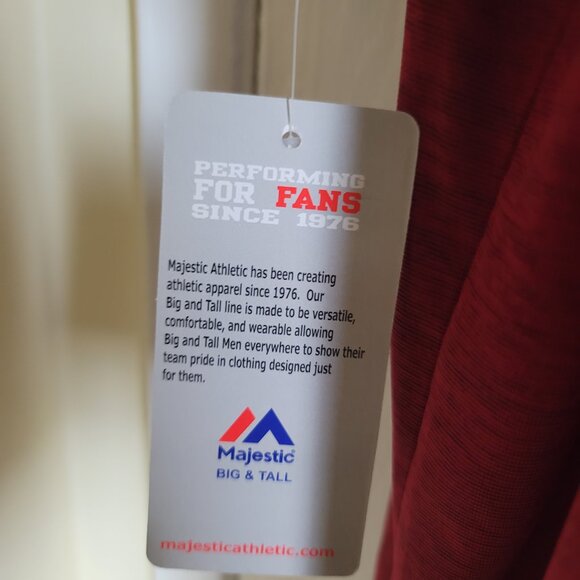 PERFORMING
FOR FANS
SINCE 1976
Majestic Athletic has been creating
athletic apparel since 1976. Our
Big and Tall line is made to be versatile,
comfortable, and wearable allowing
Big and Tall Men everywhere to show their
team pride in clothing designed just
for them.
Majestic®
BIG & TALL
majesticathletic.com